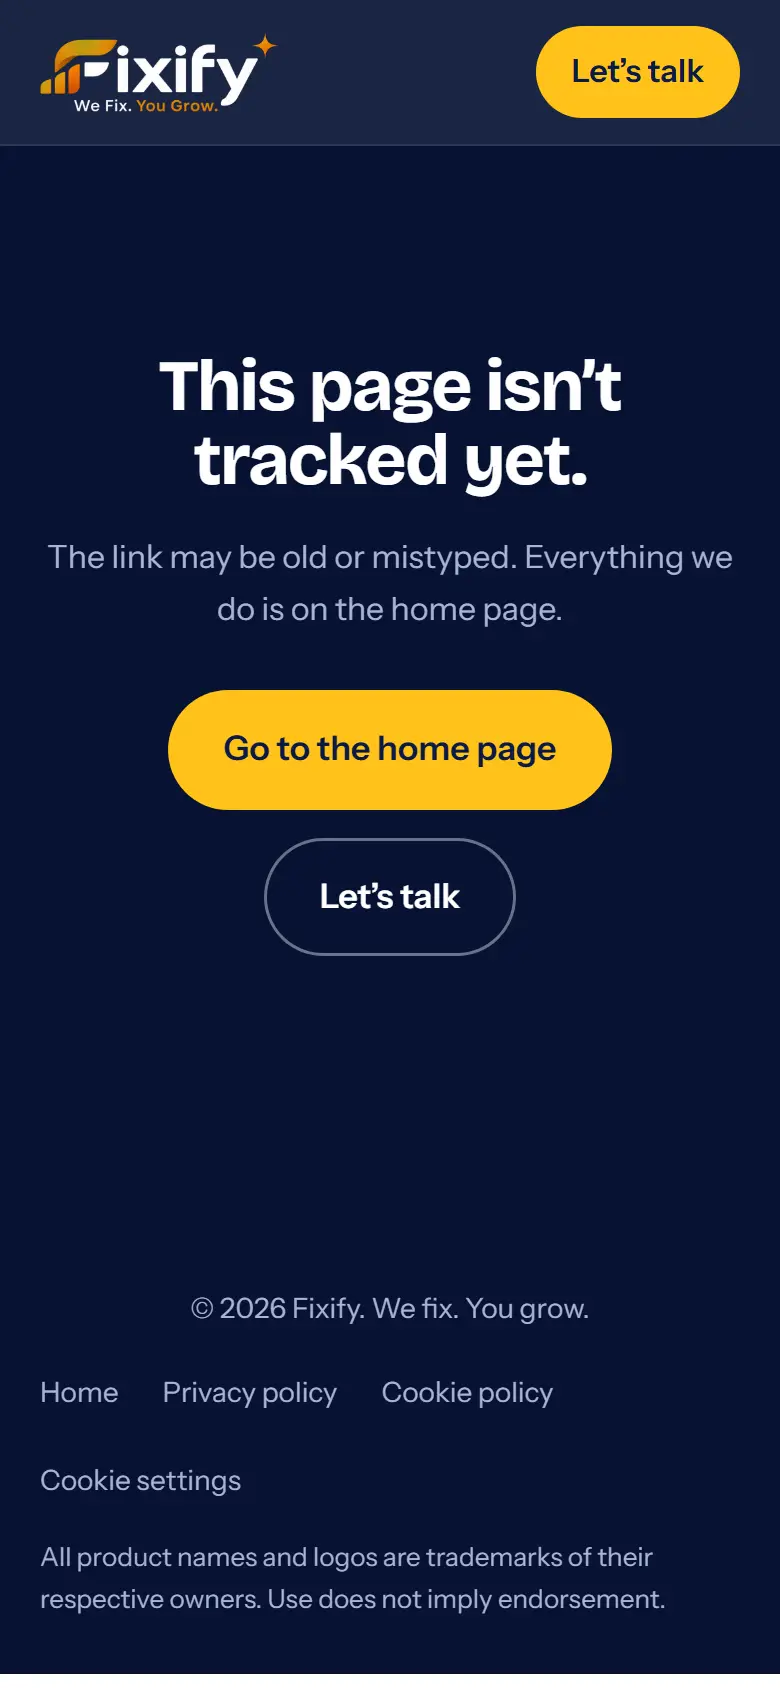 Fixify
We Fix. You Grow.
Let’s talk
This page isn’t
tracked yet.
The link may be old or mistyped. Everything we
do is on the home page.
Go to the home page
Let’s talk
© 2026 Fixify. We fix. You grow.
Home Privacy policy Cookie policy
Cookie settings
All product names and logos are trademarks of their
respective owners. Use does not imply endorsement.